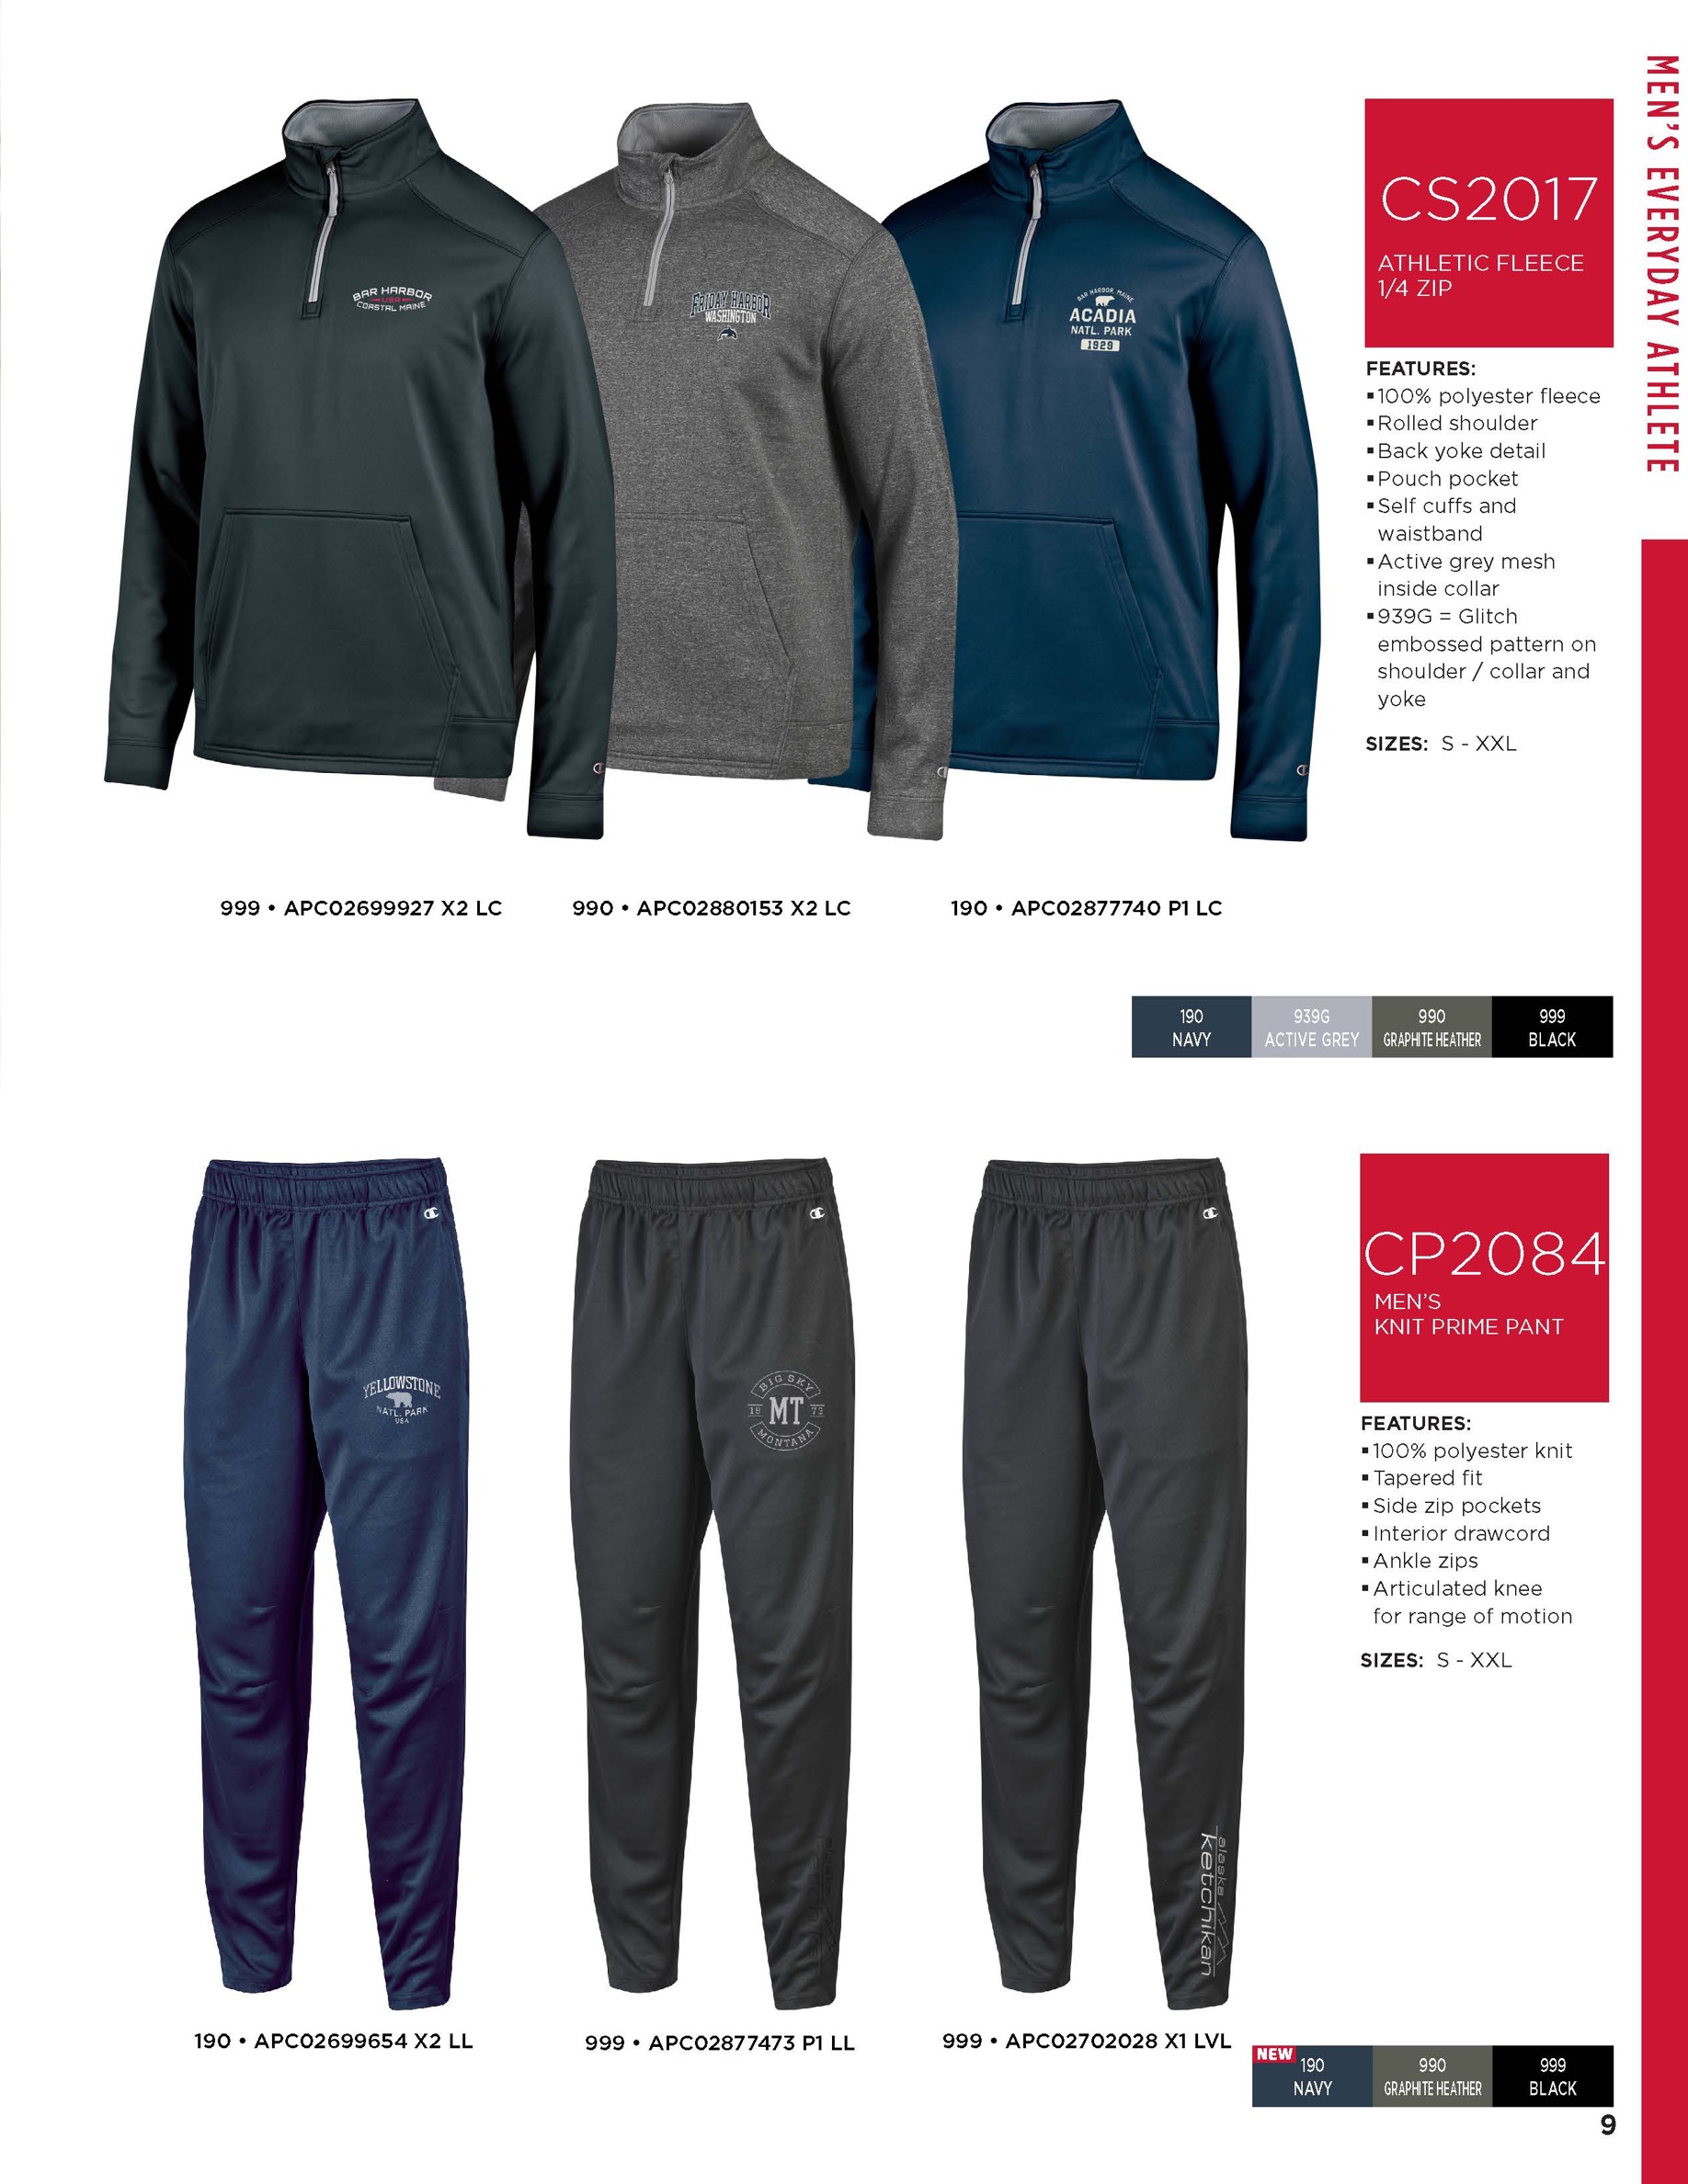 MEN'S EVERYDAY ATHLETE
CS2017
ATHLETIC FLEECE
1/4 ZIP
FEATURES:
▪100% polyester fleece
▪Rolled shoulder
▪Back yoke detail
▪Pouch pocket
▪Self cuffs and
waistband
▪Active grey mesh
inside collar
▪939G = Glitch
embossed pattern on
shoulder / collar and
yoke
SIZES: S - XXL
BAR HARBOR
USA
COASTAL MAINE
FRIDAY HARBOR
WASHINGTON
BAR HARBOR, MAINE
ACADIA
NATL. PARK
1929
999 • APC02699927 X2 LC
990 • APC02880153 X2 LC
190 • APC02877740 P1 LC
190
NAVY
939G
ACTIVE GREY
990
GRAPHITE HEATHER
999
BLACK
CP2084
MEN'S
KNIT PRIME PANT
FEATURES:
▪100% polyester knit
▪Tapered fit
▪Side zip pockets
▪Interior drawcord
▪Ankle zips
▪Articulated knee
for range of motion
SIZES: S - XXL
YELLOWSTONE
NATL. PARK
USA
BIG SKY
18 MT 72
MONTANA
alaska
ketchikan
190 • APC02699654 X2 LL
999 • APC02877473 P1 LL
999 • APC02702028 X1 LVL
NEW
190
NAVY
990
GRAPHITE HEATHER
999
BLACK
9